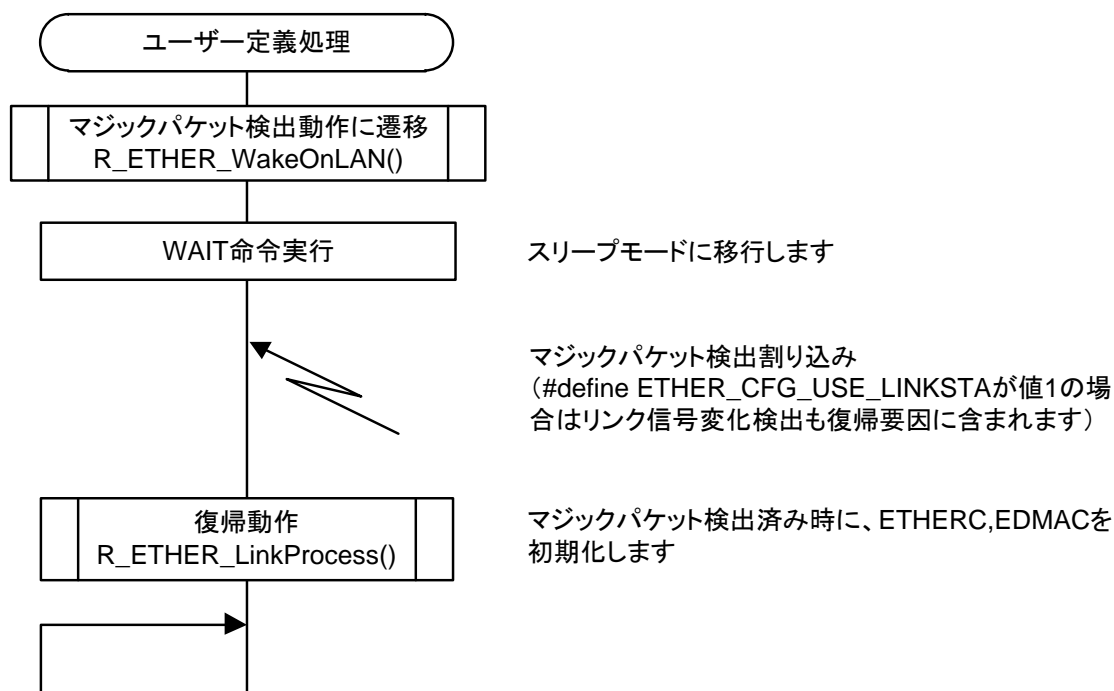 ユーザー定義処理
マジックパケット検出動作に遷移
R_ETHER_WakeOnLAN()
WAIT命令実行
スリープモードに移行します
マジックパケット検出割り込み
（#define ETHER_CFG_USE_LINKSTAが値1の場
合はリンク信号変化検出も復帰要因に含まれます）
復帰動作
R_ETHER_LinkProcess()
マジックパケット検出済み時に、ETHERC,EDMACを
初期化します